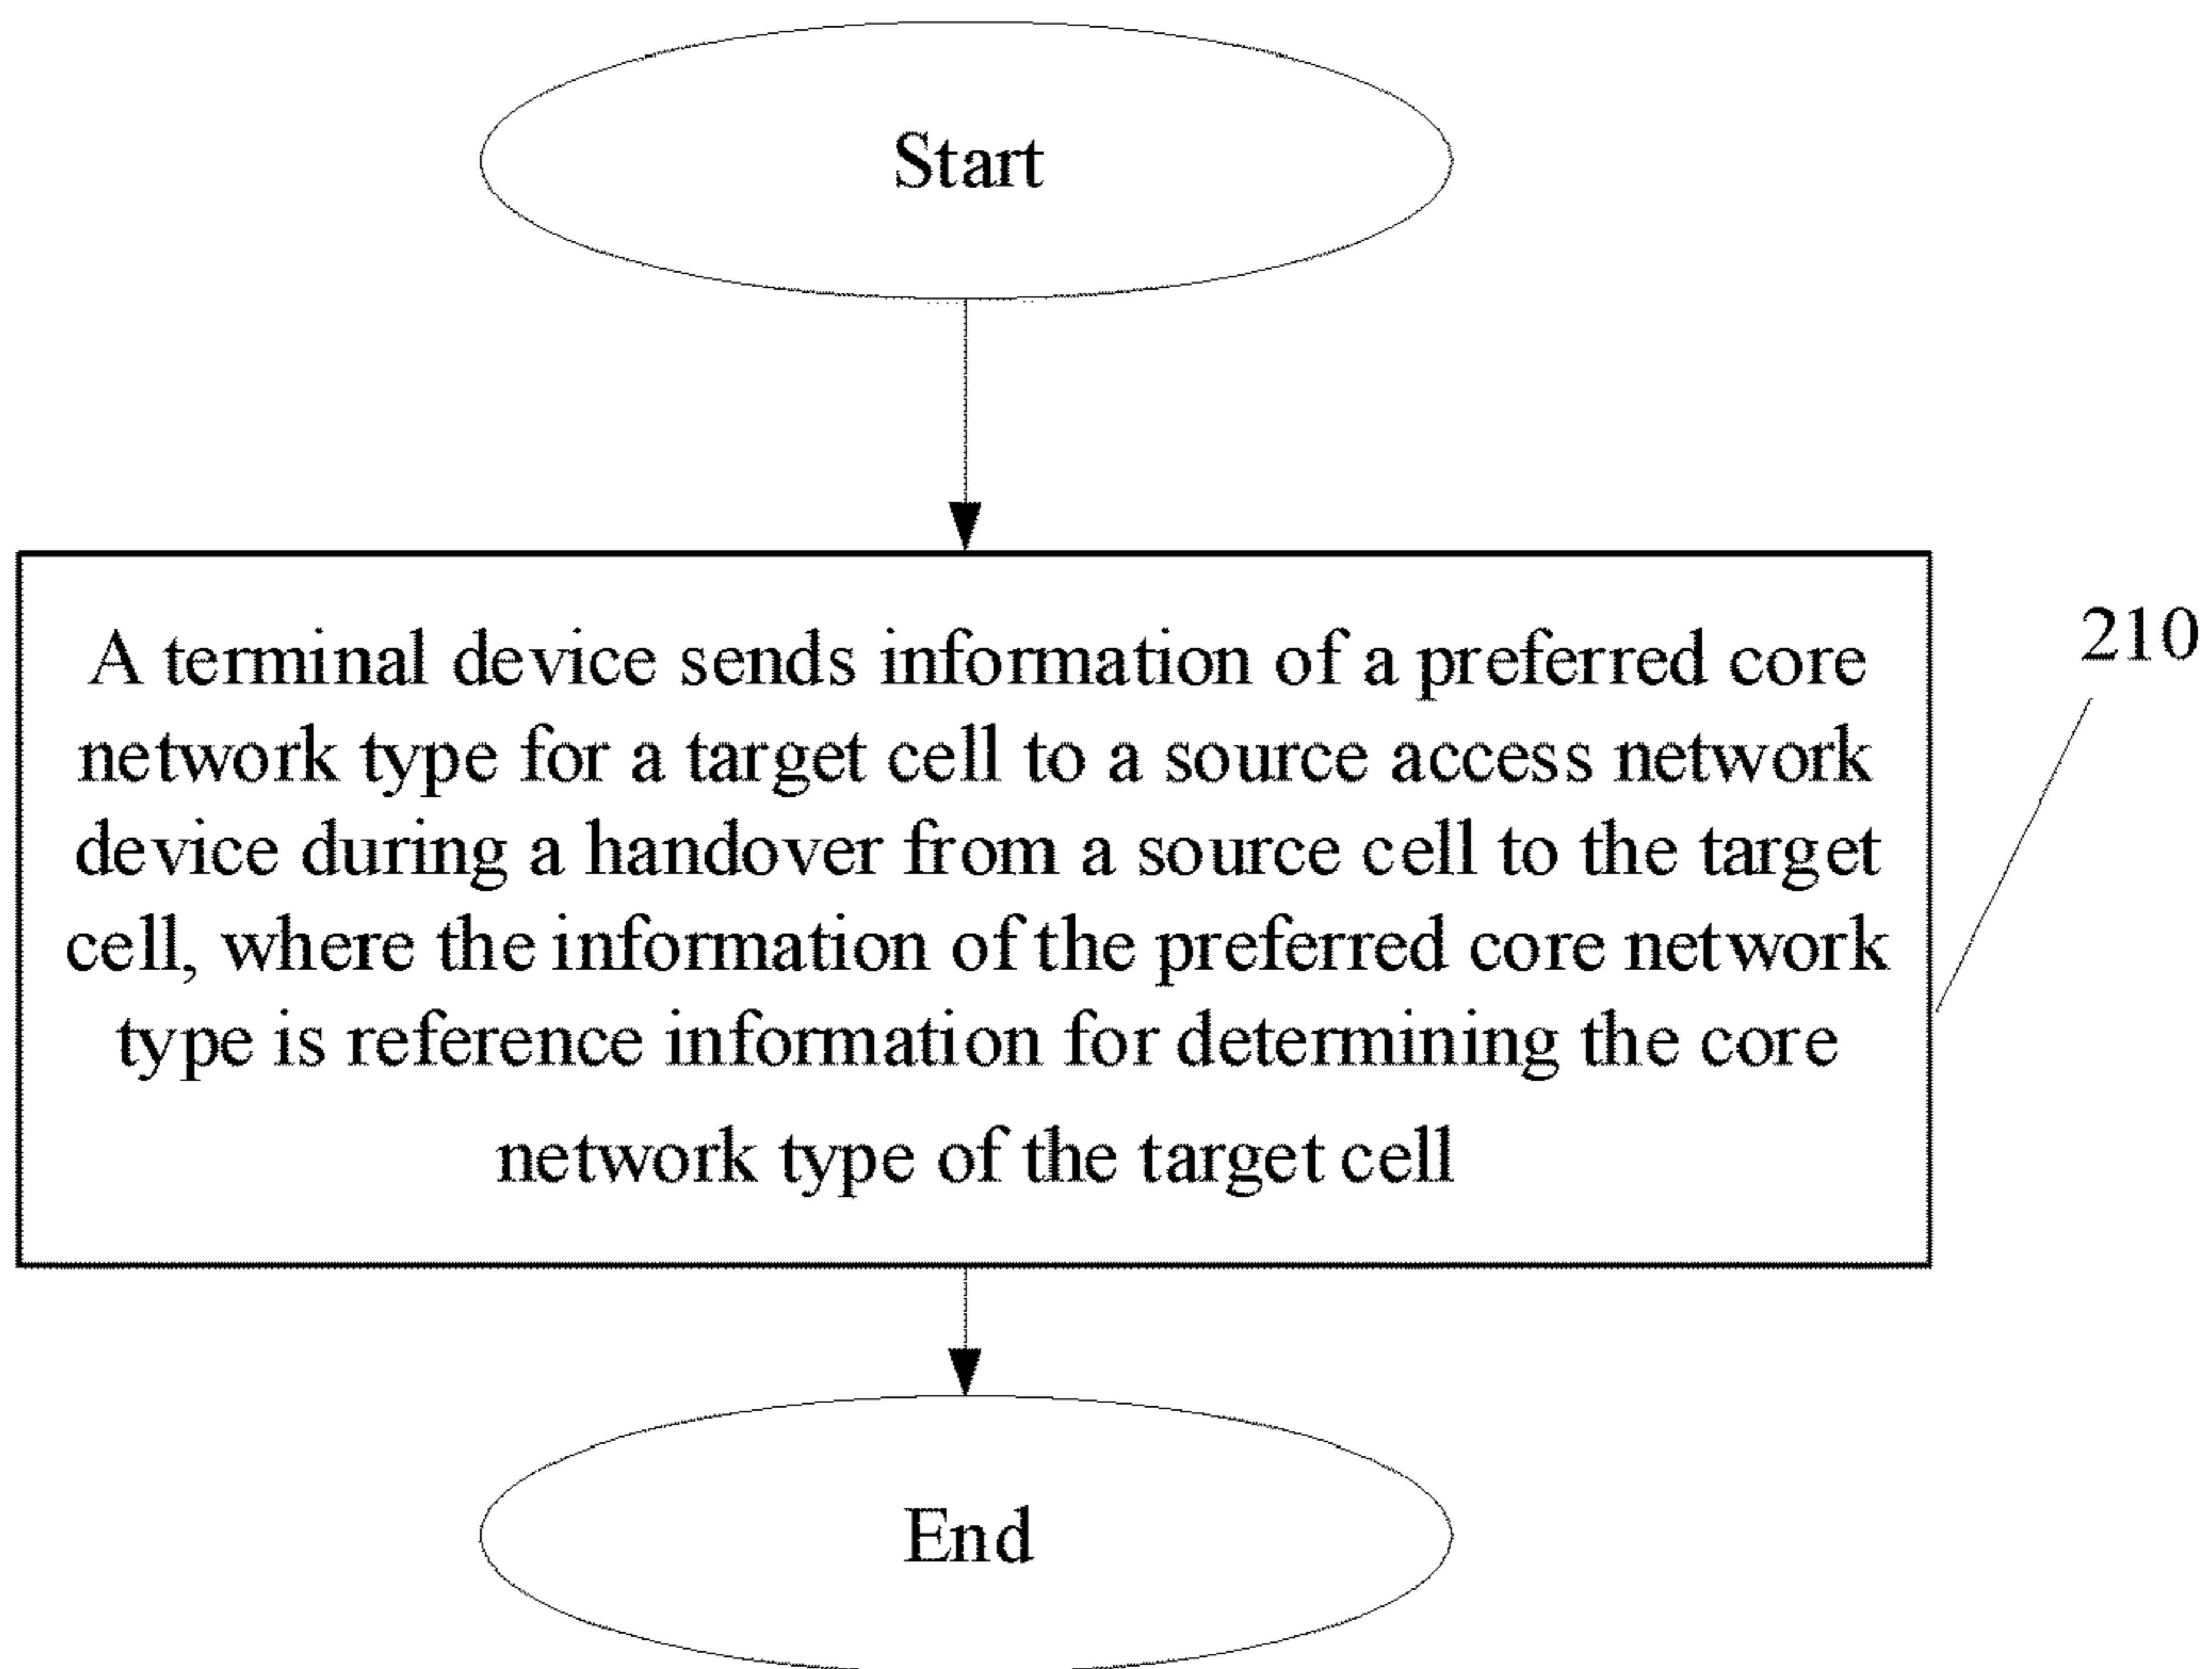 Start
A terminal device sends information of a preferred core
network type for a target cell to a source access network
device during a handover from a source cell to the target
cell, where the information of the preferred core network
type is reference information for determining the core
network type of the target cell
210
End